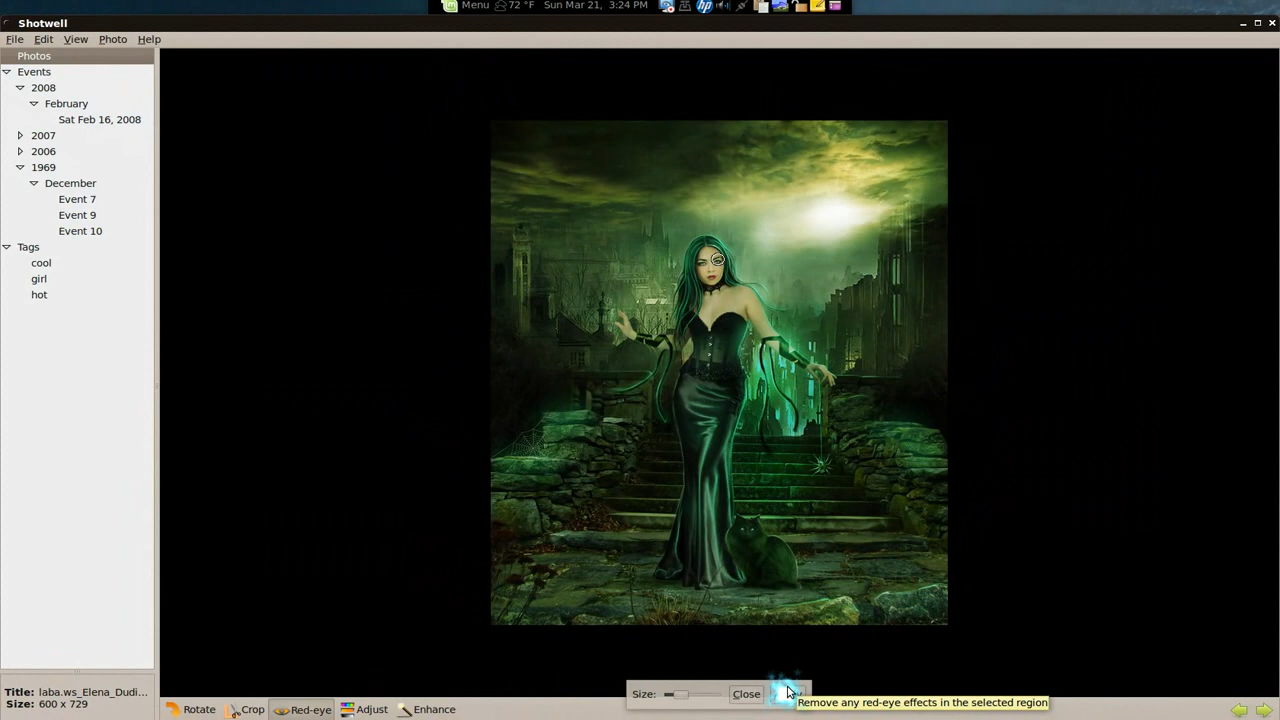 Menu 72 °F Sun Mar 21, 3:24 PM
Shotwell
File Edit View Photo Help
Photos
Events
2008
February
Sat Feb 16, 2008
2007
2006
1969
December
Event 7
Event 9
Event 10
Tags
cool
girl
hot
Title: laba.ws_Elena_Dudi...
Size: 600 x 729
Size: Close
Remove any red-eye effects in the selected region
Rotate Crop Red-eye Adjust Enhance